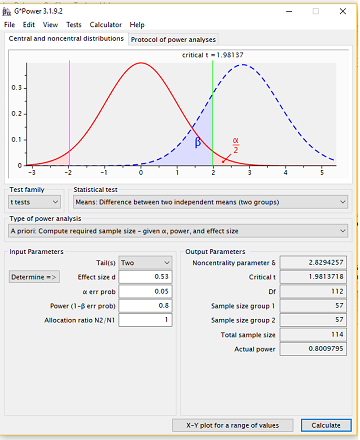 G*Power 3.1.9.2
File Edit View Tests Calculator Help
Central and noncentral distributions Protocol of power analyses
critical t = 1.98137
0.3
0.2
0.1
0
-3 -2 -1 0 1 2 3 4 5
β
α
2
Test family Statistical test
t tests Means: Difference between two independent means (two groups)
Type of power analysis
A priori: Compute required sample size - given α, power, and effect size
Input Parameters Output Parameters
Tail(s) Two Noncentrality parameter δ 2.8294257
Determine => Effect size d 0.53 Critical t 1.9813718
α err prob 0.05 Df 112
Power (1-β err prob) 0.8 Sample size group 1 57
Allocation ratio N2/N1 1 Sample size group 2 57
Total sample size 114
Actual power 0.8009795
X-Y plot for a range of values Calculate